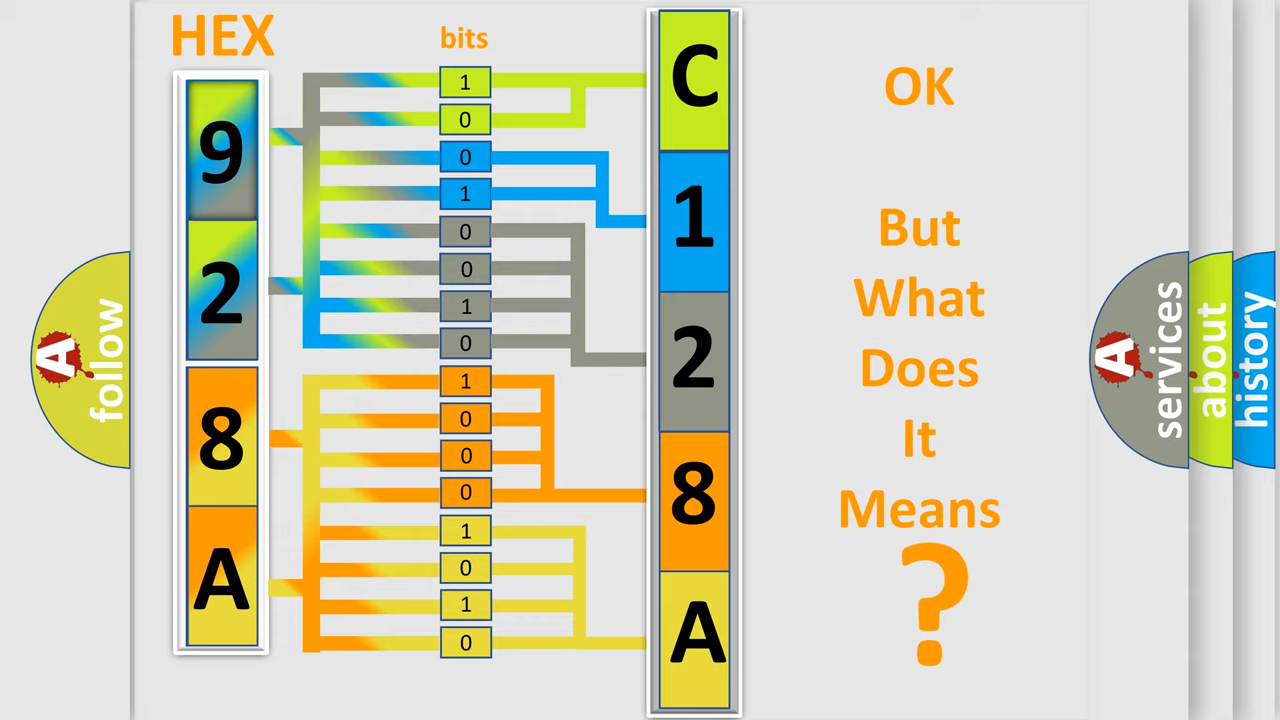 HEX
9
2
8
A
bits
1
0
0
1
0
0
1
0
1
0
0
0
1
0
1
0
C
1
2
8
A
OK
But
What
Does
It
Means
?
A
follow
A
services
about
history